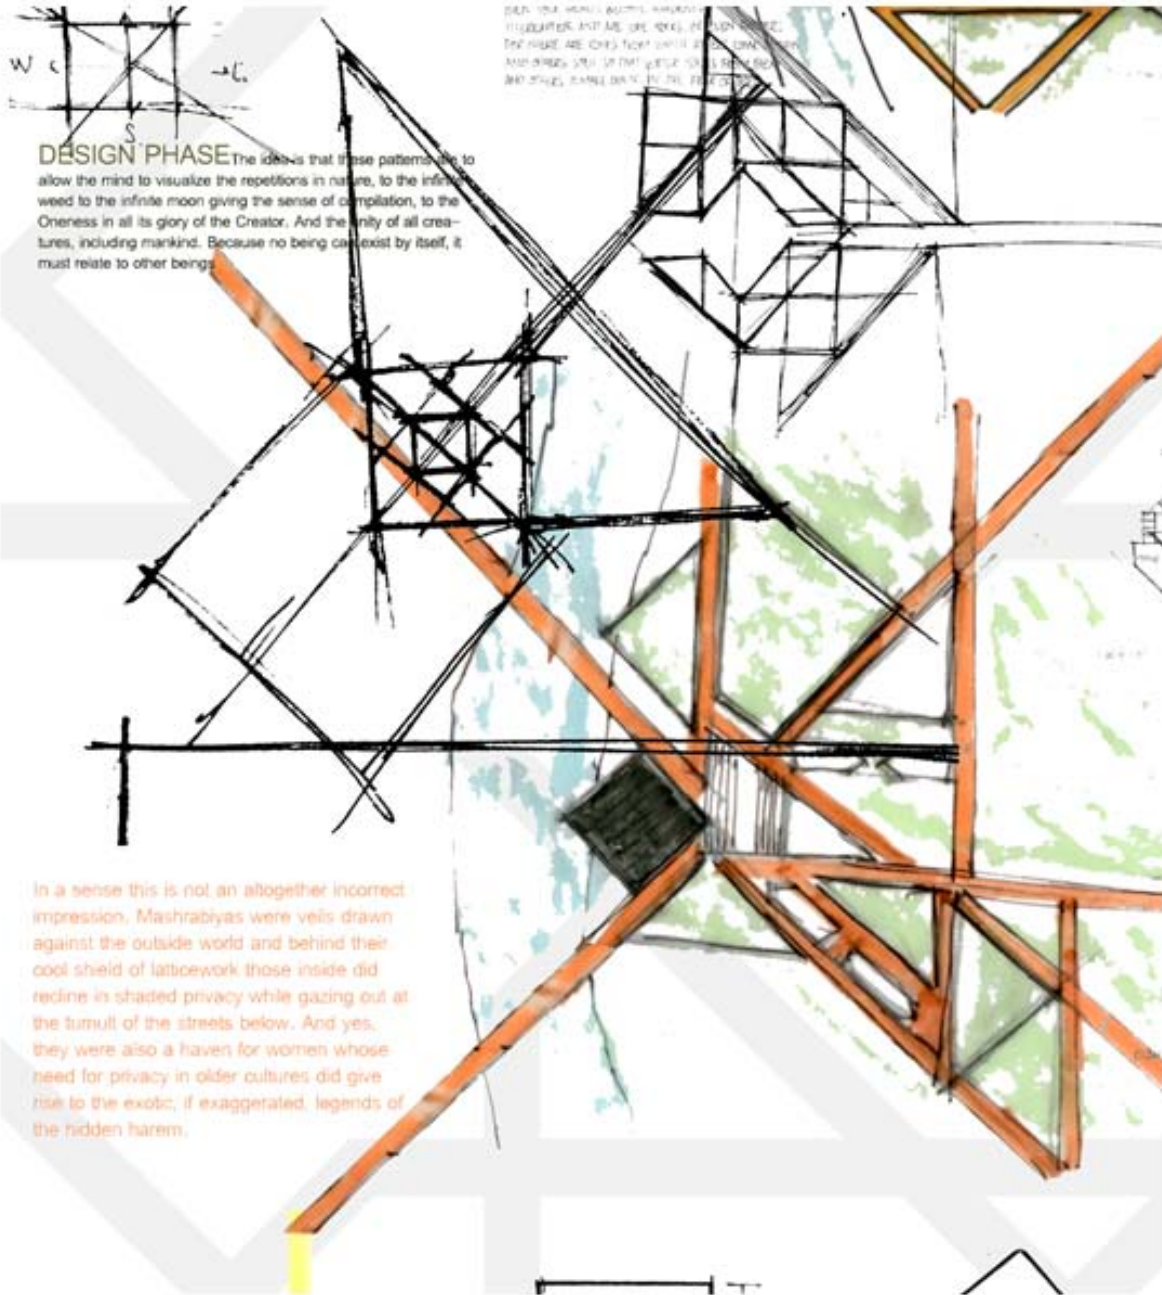 W
S
DESIGN PHASE The idea is that these patterns are to
allow the mind to visualize the repetitions in nature, to the infinite
weed to the infinite moon giving the sense of compilation, to the
Oneness in all its glory of the Creator. And the unity of all crea-
tures, including mankind. Because no being can exist by itself, it
must relate to other beings
In a sense this is not an altogether incorrect
impression. Mashrabiyas were veils drawn
against the outside world and behind their
cool shield of latticework those inside did
recline in shaded privacy while gazing out at
the tumult of the streets below. And yes,
they were also a haven for women whose
need for privacy in older cultures did give
rise to the exotic, if exaggerated, legends of
the hidden harem.